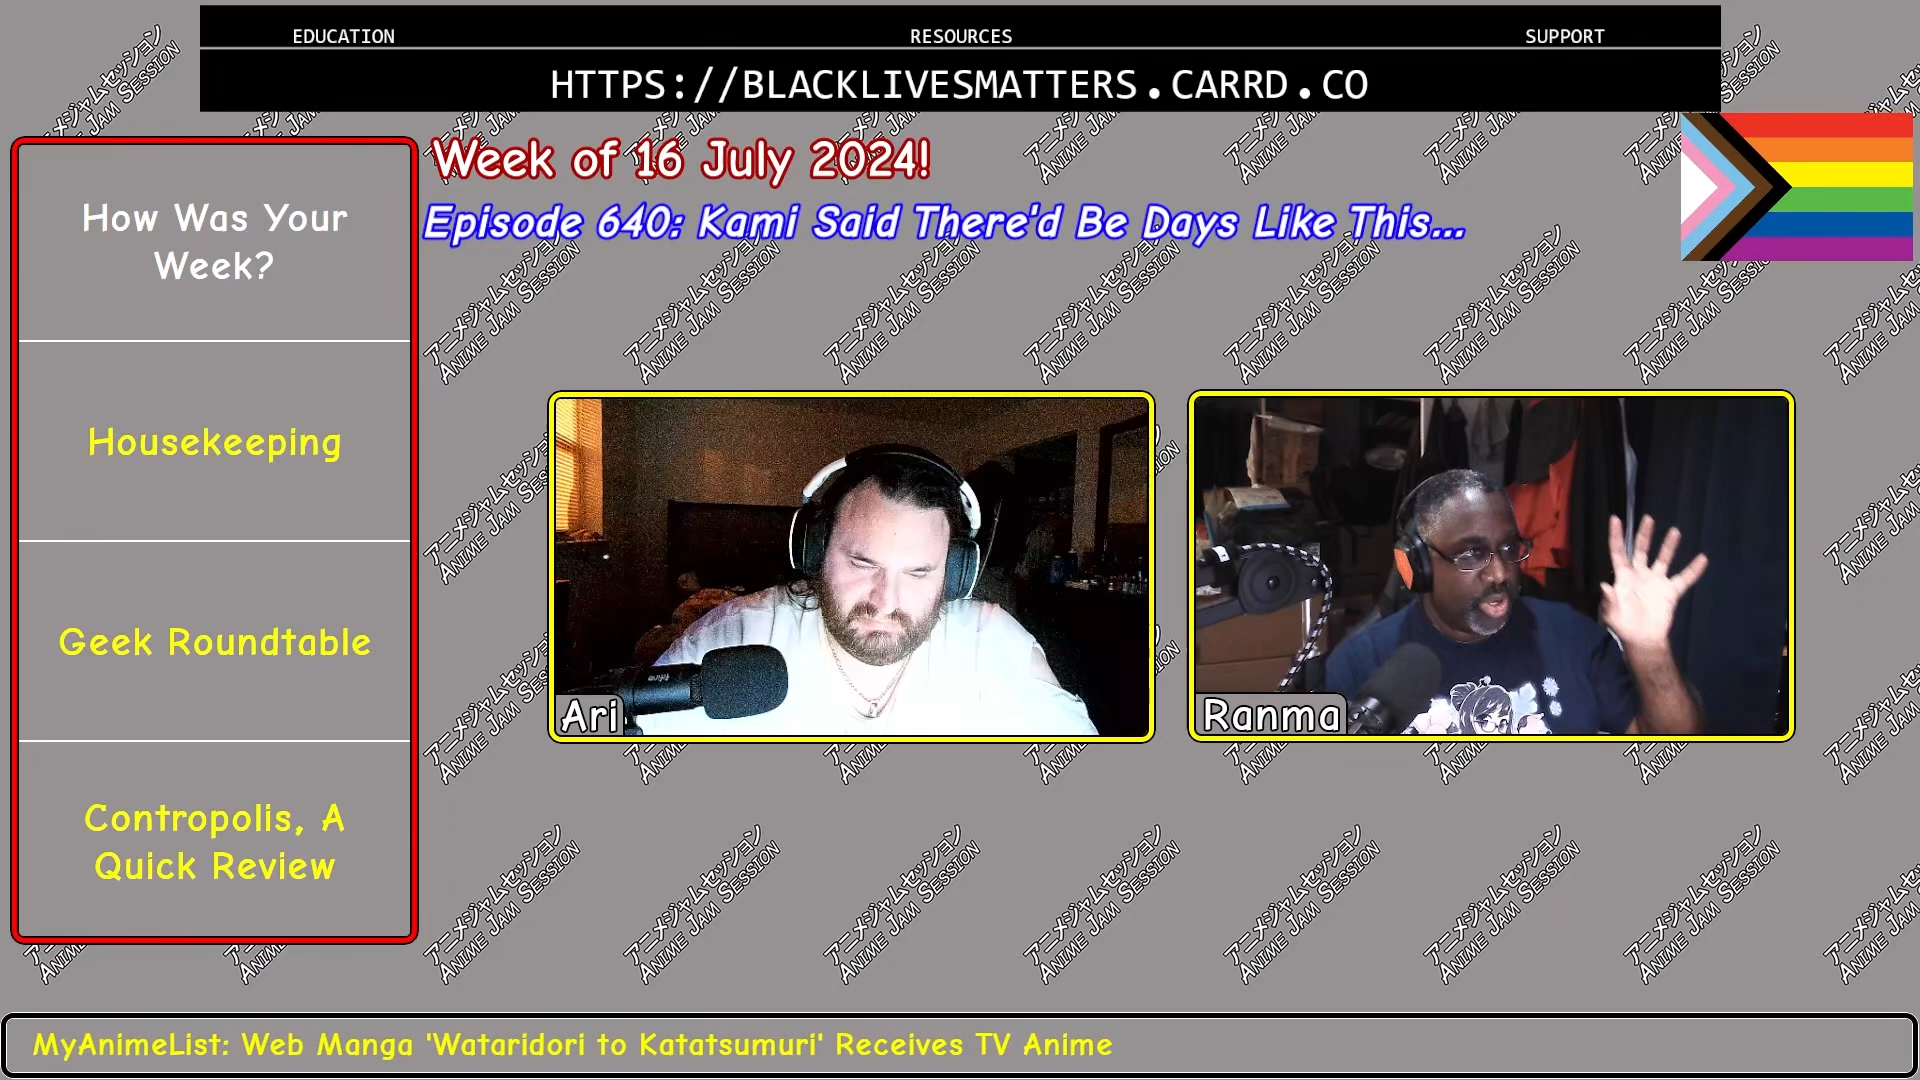 EDUCATION
RESOURCES
SUPPORT
HTTPS://BLACKLIVESMATTERS.CARRD.CO
Week of 16 July 2024!
Episode 640: Kami Said There'd Be Days Like This...
How Was Your
Week?
Housekeeping
Geek Roundtable
Contropolis, A
Quick Review
アニメジャムセッション
ANIME JAM SESSION
fifine
Ari
Ranma
MyAnimeList: Web Manga 'Wataridori to Katatsumuri' Receives TV Anime